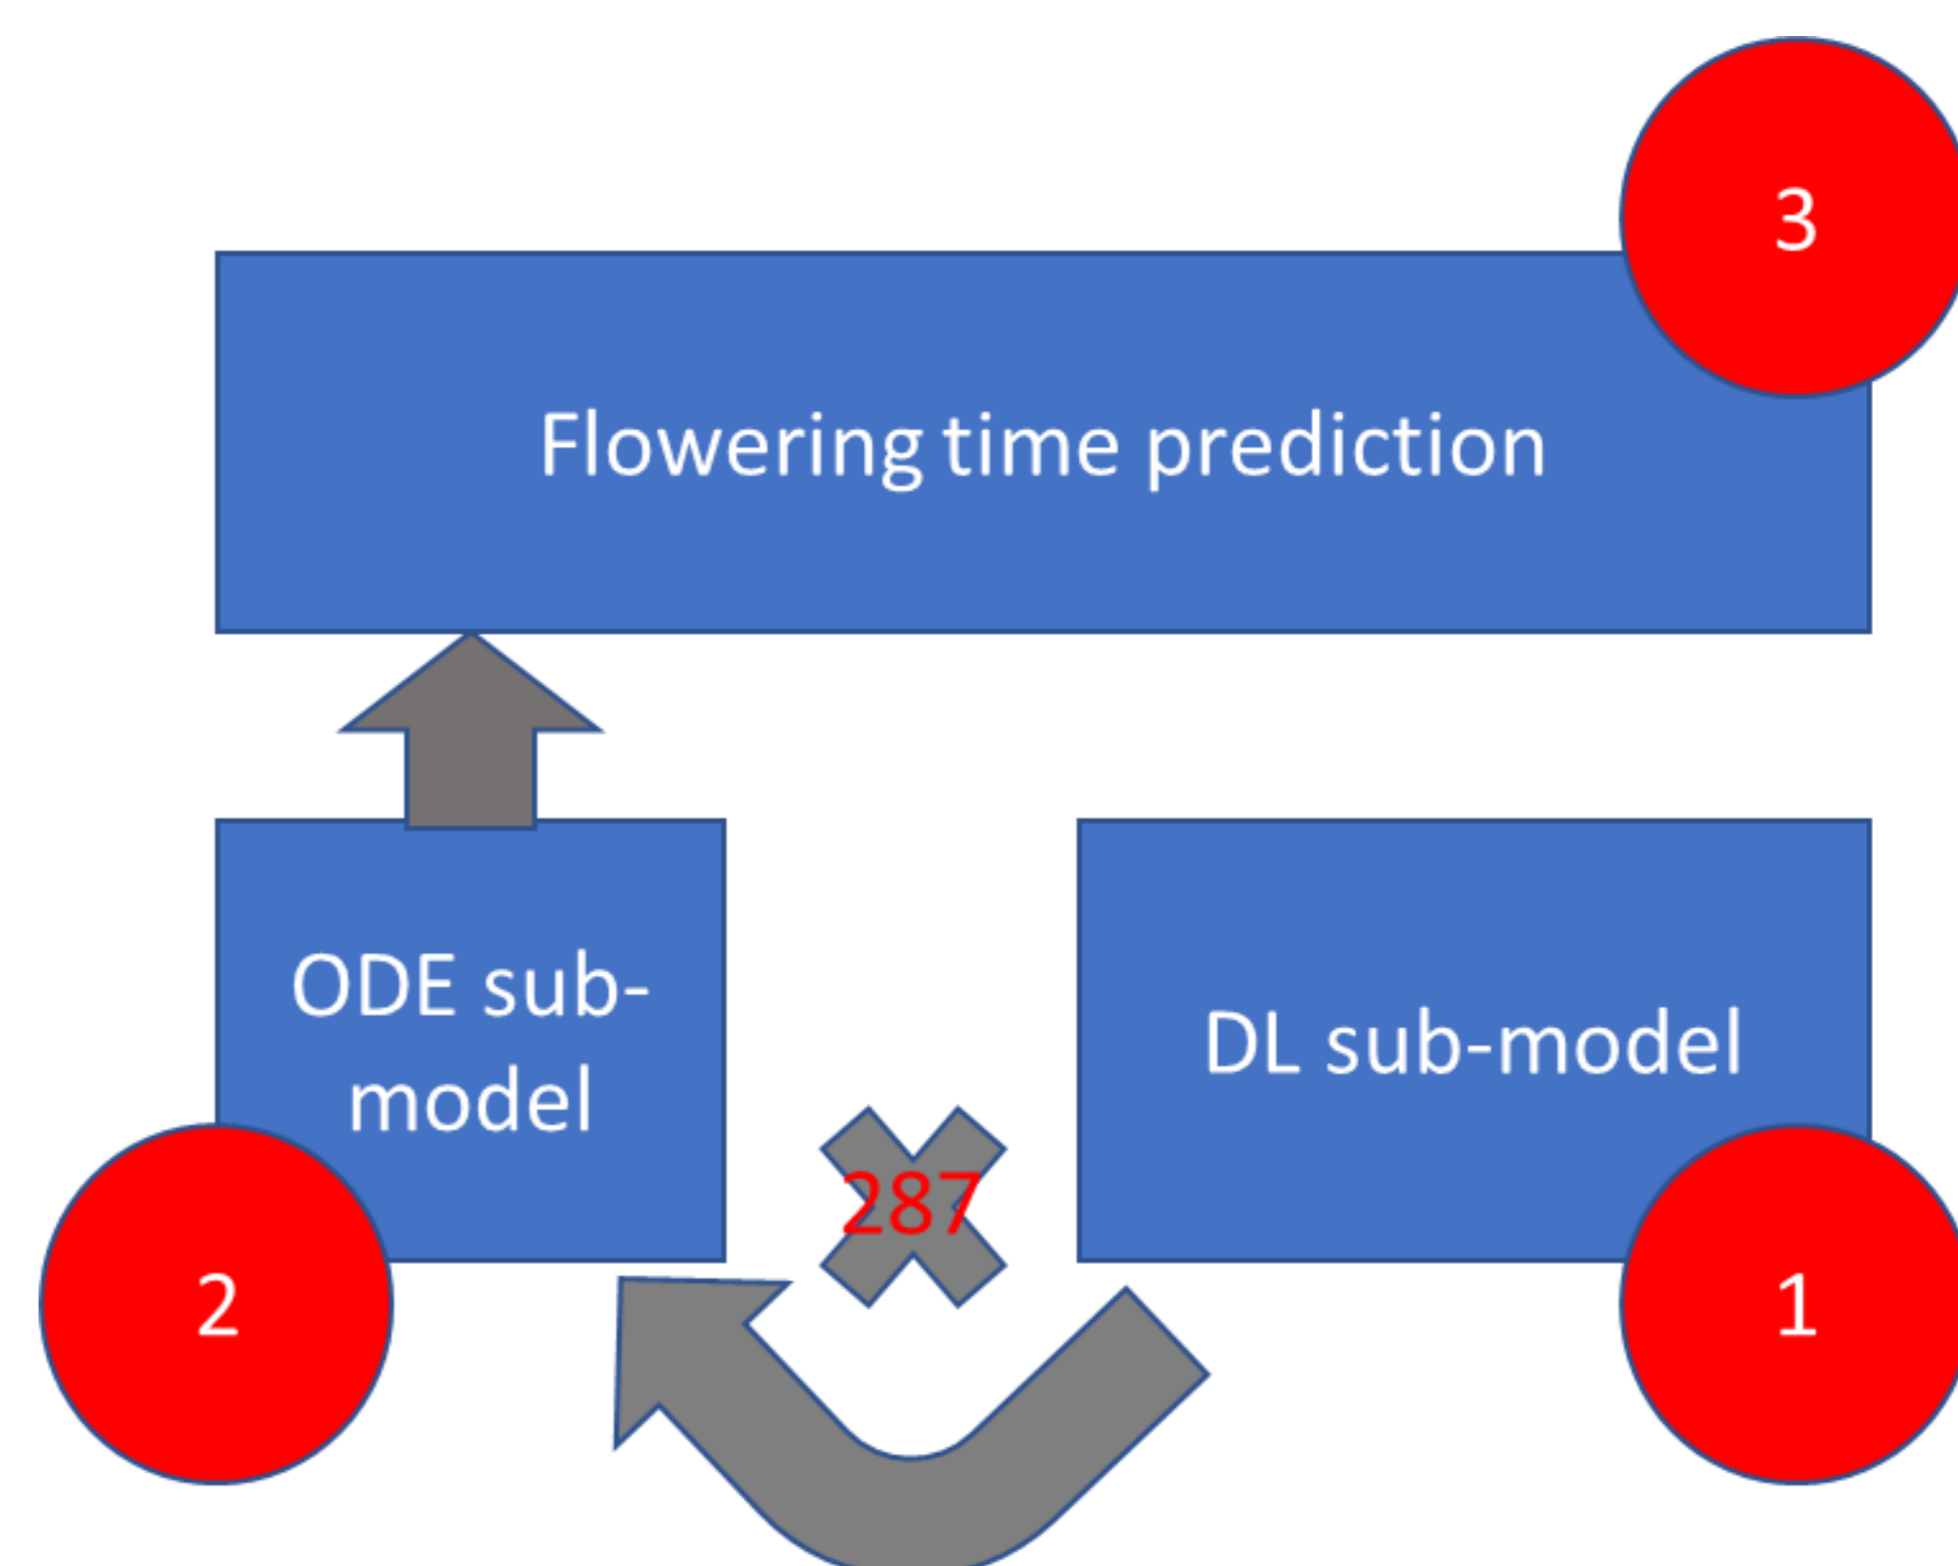 3
Flowering time prediction
ODE sub-
model
DL sub-model
287
2
1